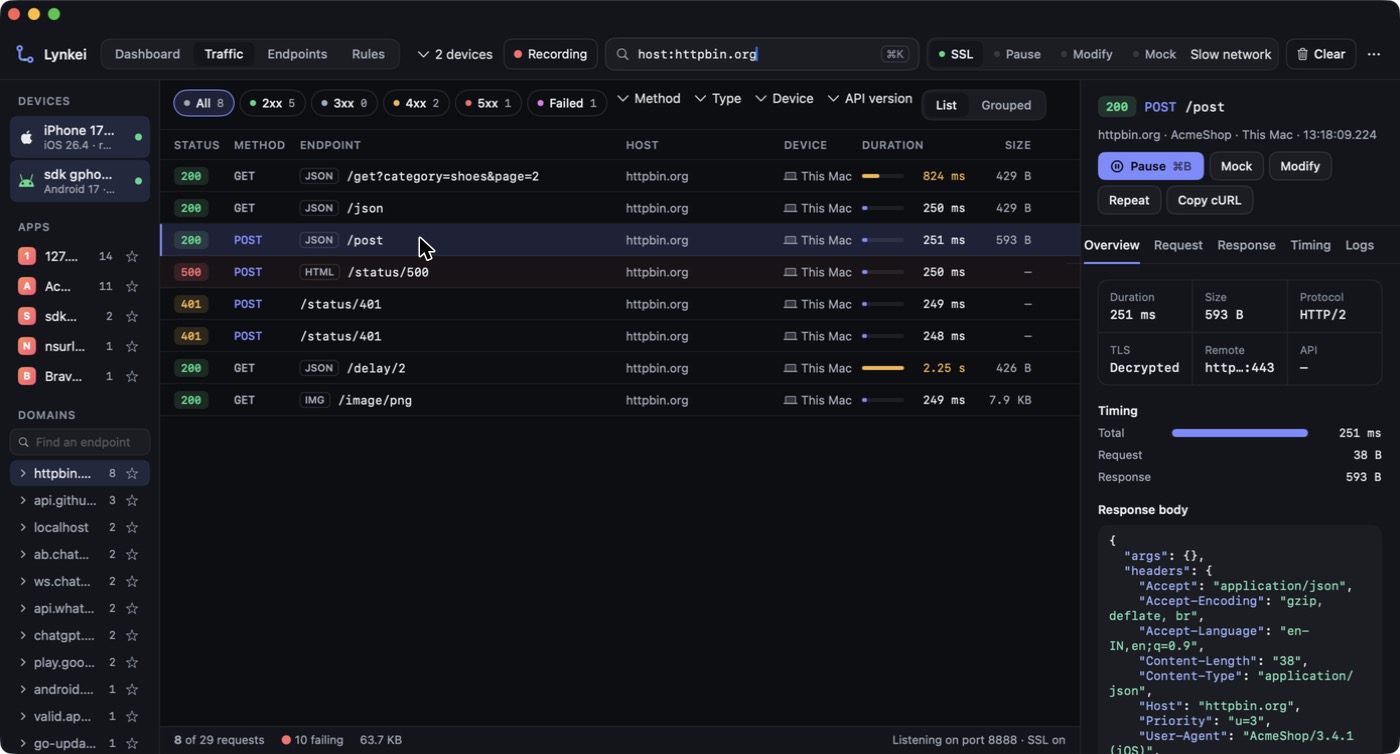 Lynkei Dashboard Traffic Endpoints Rules 2 devices Recording host:httpbin.org ⌘K SSL Pause Modify Mock Slow network Clear ···
DEVICES
iPhone 17...
iOS 26.4 · r...
sdk gpho...
Android 17 ·...
APPS
1 127.... 14
A Ac... 11
S sdk... 2
N nsurl... 1
B Brav... 1
DOMAINS
Find an endpoint
httpbin.... 8
api.githu... 3
localhost 2
ab.chat... 2
ws.chat... 2
api.what... 2
chatgpt.... 2
play.goo... 2
android.... 1
valid.ap... 1
go-upda... 1
All 8 2xx 5 3xx 0 4xx 2 5xx 1 Failed 1 Method Type Device API version List Grouped
STATUS METHOD ENDPOINT HOST DEVICE DURATION SIZE
200 GET JSON /get?category=shoes&page=2 httpbin.org This Mac 824 ms 429 B
200 GET JSON /json httpbin.org This Mac 250 ms 429 B
200 POST JSON /post httpbin.org This Mac 251 ms 593 B
500 POST HTML /status/500 httpbin.org This Mac 250 ms —
401 POST /status/401 httpbin.org This Mac 249 ms —
401 POST /status/401 httpbin.org This Mac 248 ms —
200 GET JSON /delay/2 httpbin.org This Mac 2.25 s 426 B
200 GET IMG /image/png httpbin.org This Mac 249 ms 7.9 KB
8 of 29 requests 10 failing 63.7 KB Listening on port 8888 · SSL on
200 POST /post
httpbin.org · AcmeShop · This Mac · 13:18:09.224
Pause ⌘B Mock Modify
Repeat Copy cURL
Overview Request Response Timing Logs
Duration Size Protocol
251 ms 593 B HTTP/2
TLS Remote API
Decrypted http…:443 —
Timing
Total 251 ms
Request 38 B
Response 593 B
Response body
{
"args": {},
"headers": {
"Accept": "application/json",
"Accept-Encoding": "gzip,
deflate, br",
"Accept-Language": "en-
IN,en;q=0.9",
"Content-Length": "38",
"Content-Type": "application/
json",
"Host": "httpbin.org",
"Priority": "u=3",
"User-Agent": "AcmeShop/3.4.1
(iOS)",